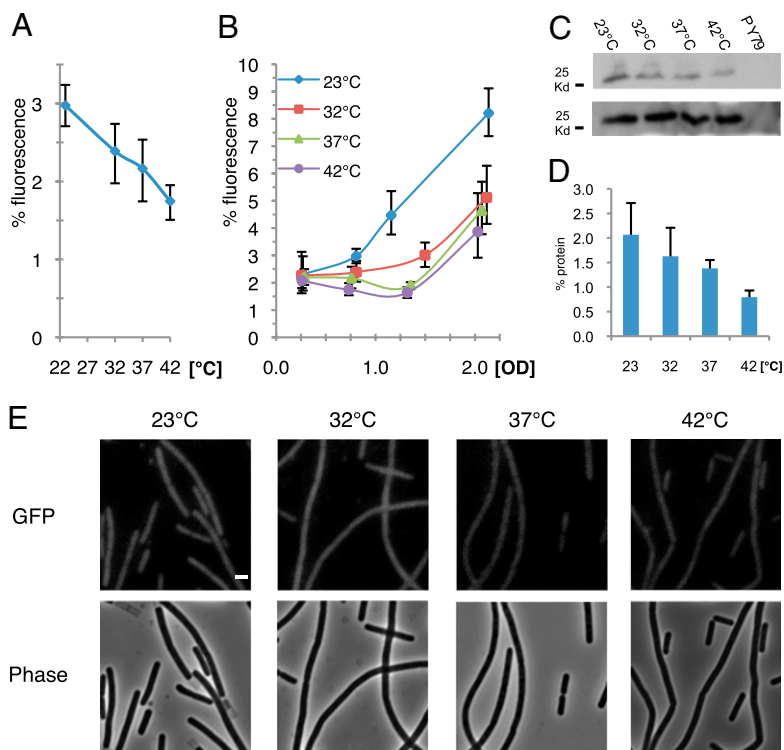 A
% fluorescence
3
2
1
0
22 27 32 37 42 [°C]
B
% fluorescence
10
9
8
7
6
5
4
3
2
1
0
23°C
32°C
37°C
42°C
0.0 1.0 2.0 [OD]
C
23°C 32°C 37°C 42°C PY79
25
Kd
25
Kd
D
% protein
3.0
2.5
2.0
1.5
1.0
0.5
0.0
23 32 37 42 [°C]
E
23°C 32°C 37°C 42°C
GFP
Phase